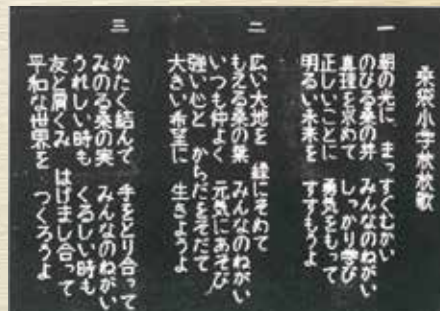 桑袋小学校校歌
一
朝の光に まっすぐむかい
のびる桑の芽 みんなのねがい
真理を求めて しっかり学び
正しいことに 勇気をもって
明るい未来を すすもうよ
二
広い大地を 緑にそめて
もえる桑の葉 みんなのねがい
いつも仲よく 元気にあそび
強い心と からだをそだて
大きい希望に 生きようよ
三
かたく結んで 手をとり合って
みのる桑の実 みんなのねがい
うれしい時も くるしい時も
友と肩くみ はげまし合って
平和な世界を つくろうよ